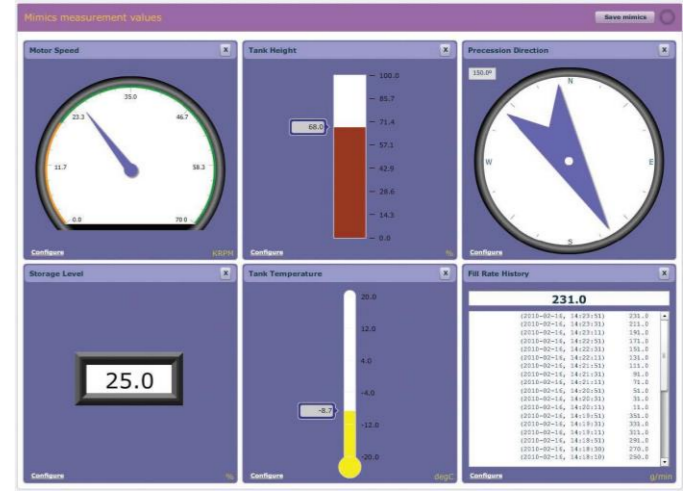 Mimics measurement values
Save mimics
Motor Speed
X
35.0
23.3
46.7
11.7
58.3
0.0
70.0
Configure
KRPM
Tank Height
X
100.0
85.7
71.4
68.0
57.1
42.9
28.6
14.3
0.0
Configure
%
Precession Direction
X
150.0º
N
W
E
S
Configure
Storage Level
X
25.0
Configure
%
Tank Temperature
X
20.0
12.0
4.0
-4.0
-8.7
-12.0
-20.0
Configure
degC
Fill Rate History
X
231.0
(2010-02-16, 14:23:51) 231.0
(2010-02-16, 14:23:31) 211.0
(2010-02-16, 14:23:11) 191.0
(2010-02-16, 14:22:51) 171.0
(2010-02-16, 14:22:31) 151.0
(2010-02-16, 14:22:11) 131.0
(2010-02-16, 14:21:51) 111.0
(2010-02-16, 14:21:31) 91.0
(2010-02-16, 14:21:11) 71.0
(2010-02-16, 14:20:51) 51.0
(2010-02-16, 14:20:31) 31.0
(2010-02-16, 14:20:11) 11.0
(2010-02-16, 14:19:51) 351.0
(2010-02-16, 14:19:31) 331.0
(2010-02-16, 14:19:11) 311.0
(2010-02-16, 14:18:51) 291.0
(2010-02-16, 14:18:30) 270.0
(2010-02-16, 14:18:10) 250.0
Configure
g/min